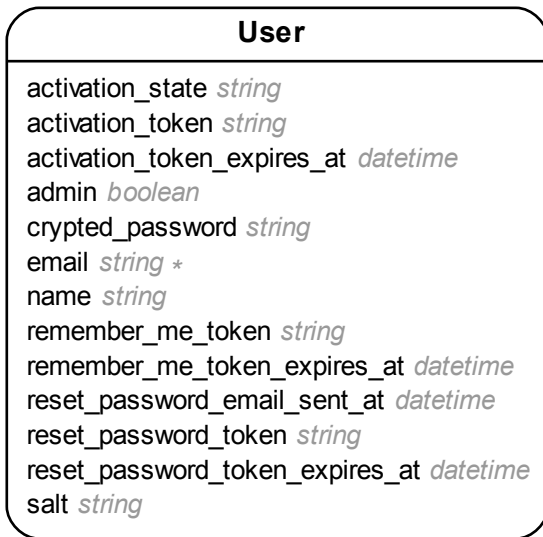 User
activation_state string
activation_token string
activation_token_expires_at datetime
admin boolean
crypted_password string
email string *
name string
remember_me_token string
remember_me_token_expires_at datetime
reset_password_email_sent_at datetime
reset_password_token string
reset_password_token_expires_at datetime
salt string